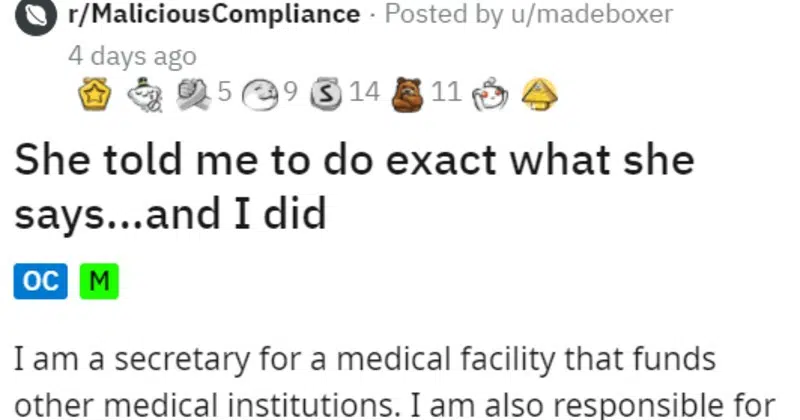 r/MaliciousCompliance · Posted by u/madeboxer
4 days ago
5 9 S 14 11
She told me to do exact what she
says...and I did
OC M
I am a secretary for a medical facility that funds
other medical institutions. I am also responsible for